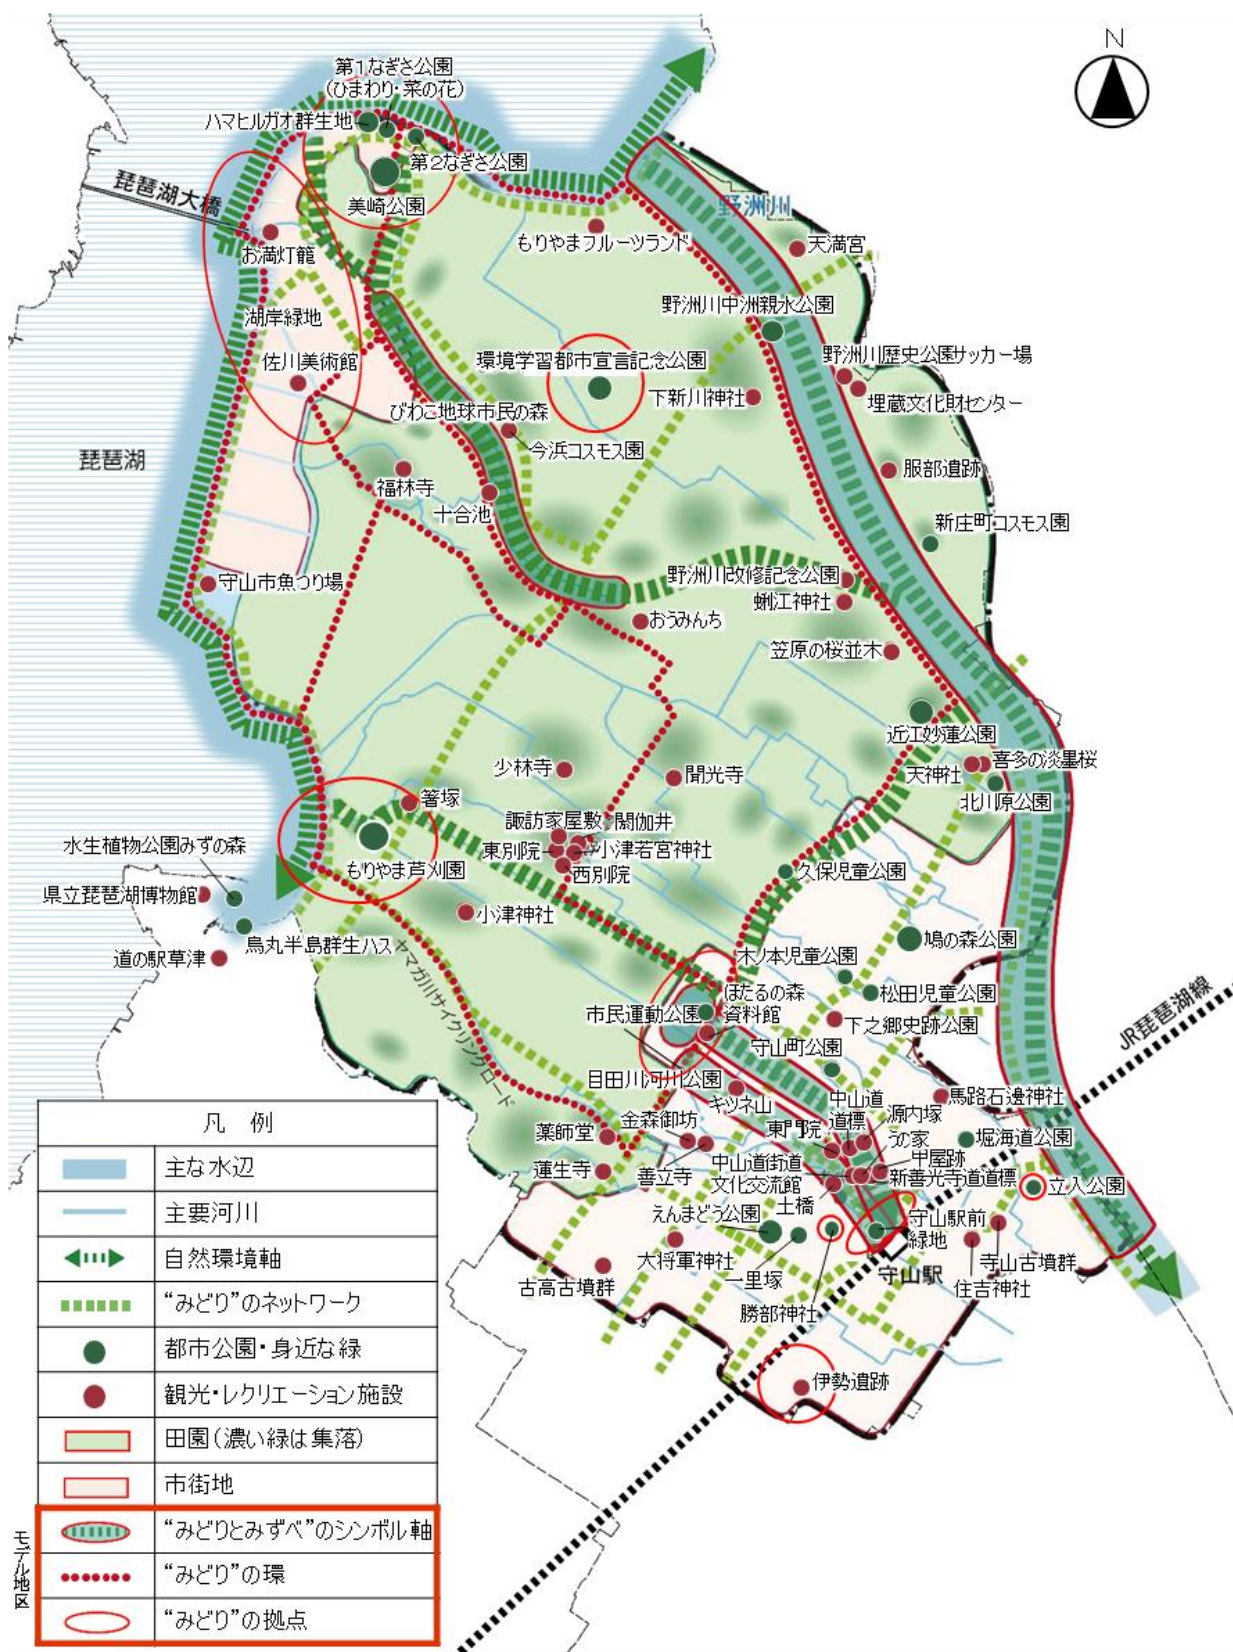 N
第1なぎさ公園
(ひまわり・菜の花)
ハマヒルガオ群生地
第2なぎさ公園
美崎公園
琵琶湖大橋
お満灯籠
もりやまフルーツランド
野洲川
天満宮
野洲川中洲親水公園
湖岸緑地
佐川美術館
環境学習都市宣言記念公園
野洲川歴史公園サッカー場
下新川神社
埋蔵文化財センター
びわこ地球市民の森
今浜コスモス園
琵琶湖
福林寺
十合池
服部遺跡
新庄町コスモス園
守山市魚つり場
野洲川改修記念公園
蜊江神社
おうみんち
笠原の桜並木
近江妙蓮公園
少林寺
聞光寺
天神社
喜多の淡墨桜
北川原公園
箸塚
諏訪家屋敷
閼伽井
東別院
小津若宮神社
西別院
水生植物公園みずの森
もりやま芦刈園
久保児童公園
県立琵琶湖博物館
小津神社
烏丸半島群生ハス
道の駅草津
鳩の森公園
木ノ本児童公園
松田児童公園
ヤマガ川サイクリングロード
市民運動公園
ほたるの森
資料館
下之郷史跡公園
JR琵琶湖線
守山町公園
目田川河川公園
キツネ山
馬路石邊神社
金森御坊
中山道
道標
源内塚
東門院
うの家
堀海道公園
薬師堂
甲屋跡
蓮生寺
善立寺
中山道街道
文化交流館
新善光寺道道標
立入公園
土橋
えんまどう公園
守山駅前
緑地
大将軍神社
一里塚
守山駅
寺山古墳群
住吉神社
古高古墳群
勝部神社
伊勢遺跡
凡 例
主な水辺
主要河川
自然環境軸
“みどり”のネットワーク
都市公園・身近な緑
観光・レクリエーション施設
田園(濃い緑は集落)
市街地
モデル地区
“みどりとみずべ”のシンボル軸
“みどり”の環
“みどり”の拠点